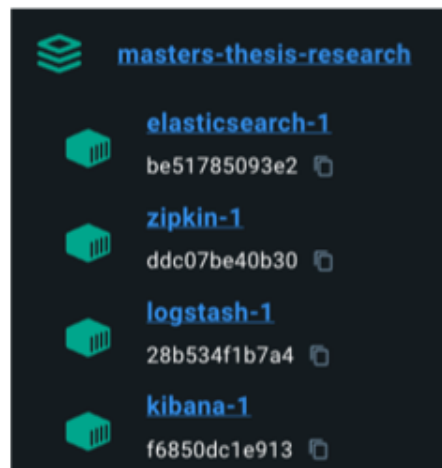 masters-thesis-research
elasticsearch-1
be51785093e2
zipkin-1
ddc07be40b30
logstash-1
28b534f1b7a4
kibana-1
f6850dc1e913